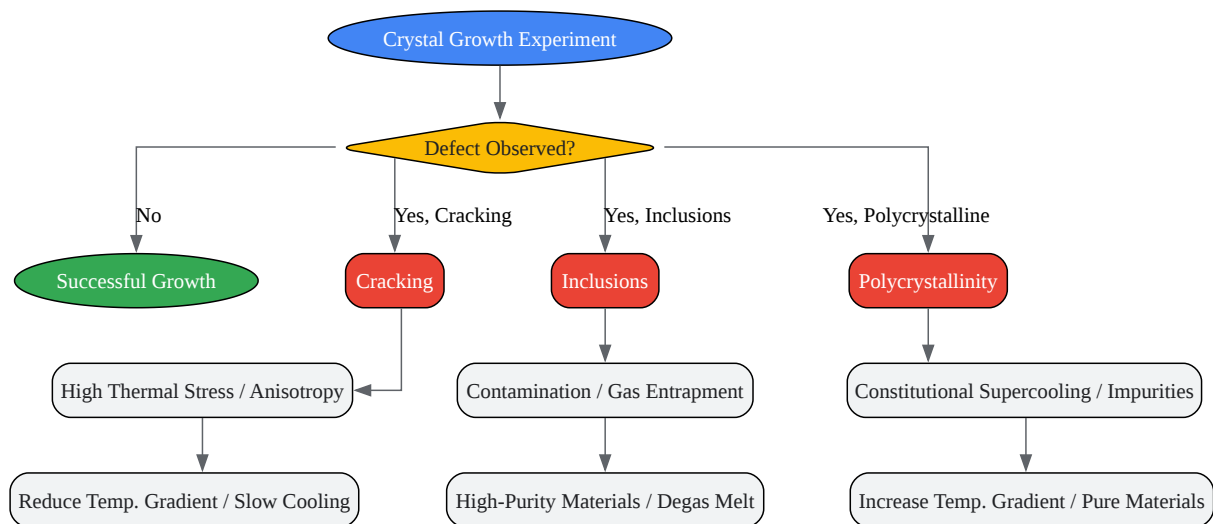 Crystal Growth Experiment
Defect Observed?
No
Yes, Cracking
Yes, Inclusions
Yes, Polycrystalline
Successful Growth
Cracking
Inclusions
Polycrystallinity
High Thermal Stress / Anisotropy
Contamination / Gas Entrapment
Constitutional Supercooling / Impurities
Reduce Temp. Gradient / Slow Cooling
High-Purity Materials / Degas Melt
Increase Temp. Gradient / Pure Materials